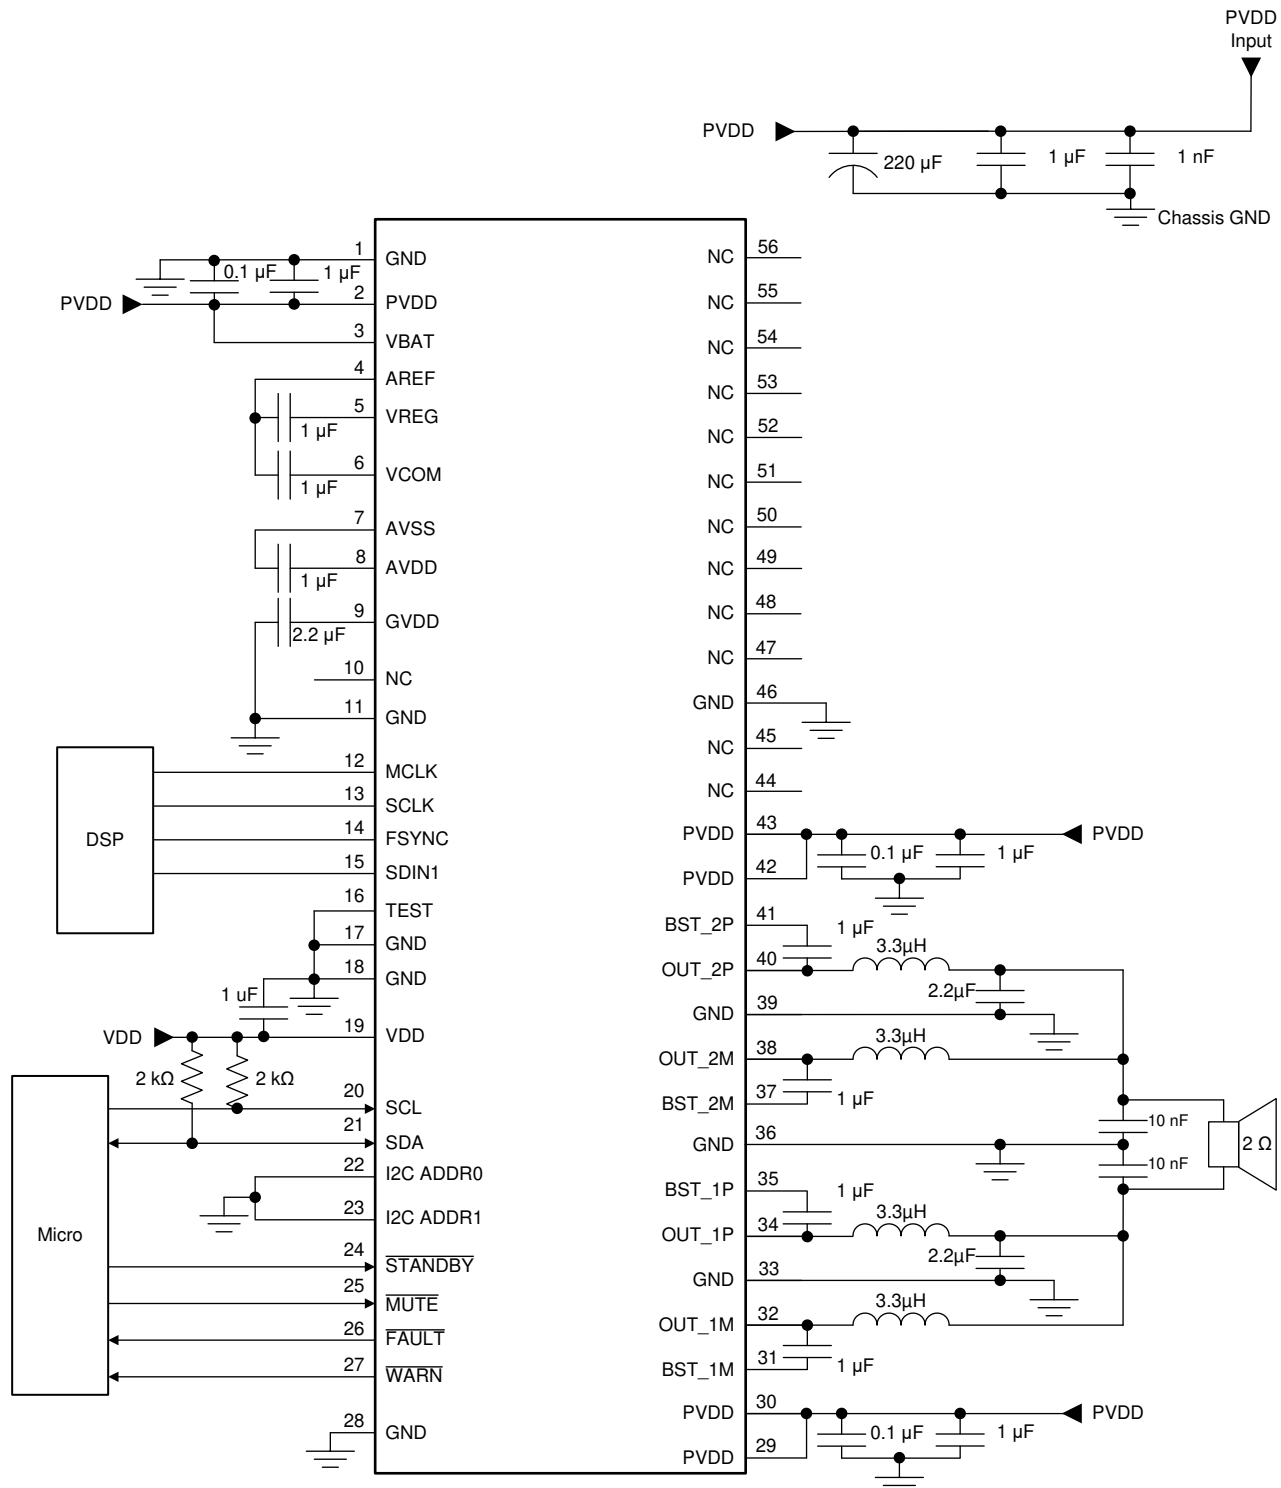 PVDD
Input
PVDD
220 µF
1 µF
1 nF
Chassis GND
1
GND
0.1 µF
1 µF
PVDD
2
PVDD
3
VBAT
4
AREF
5
VREG
1 µF
6
VCOM
1 µF
7
AVSS
8
AVDD
1 µF
9
GVDD
2.2 µF
10
NC
11
GND
DSP
12
MCLK
13
SCLK
14
FSYNC
15
SDIN1
16
TEST
17
GND
18
GND
1 uF
VDD
19
VDD
2 kΩ
2 kΩ
Micro
20
SCL
21
SDA
22
I2C ADDR0
23
I2C ADDR1
24
STANDBY
25
MUTE
26
FAULT
27
WARN
28
GND
NC
56
NC
55
NC
54
NC
53
NC
52
NC
51
NC
50
NC
49
NC
48
NC
47
GND
46
NC
45
NC
44
PVDD
43
PVDD
0.1 µF
1 µF
PVDD
42
BST_2P
41
1 µF
OUT_2P
40
3.3µH
2.2µF
GND
39
OUT_2M
38
3.3µH
BST_2M
37
1 µF
GND
36
10 nF
10 nF
2 Ω
BST_1P
35
1 µF
OUT_1P
34
3.3µH
2.2µF
GND
33
OUT_1M
32
3.3µH
BST_1M
31
1 µF
PVDD
30
PVDD
0.1 µF
1 µF
PVDD
29